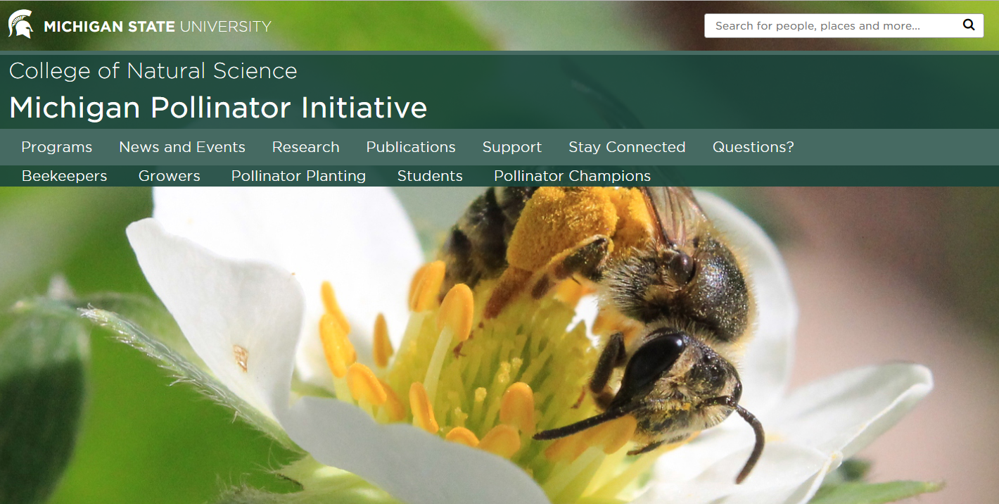 MICHIGAN STATE UNIVERSITY
Search for people, places and more...
College of Natural Science
Michigan Pollinator Initiative
Programs News and Events Research Publications Support Stay Connected Questions?
Beekeepers Growers Pollinator Planting Students Pollinator Champions